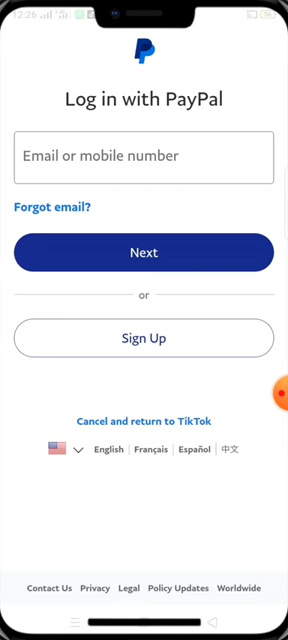 12:26
Log in with PayPal
Email or mobile number
Forgot email?
Next
or
Sign Up
Cancel and return to TikTok
English Français Español 中文
Contact Us Privacy Legal Policy Updates Worldwide